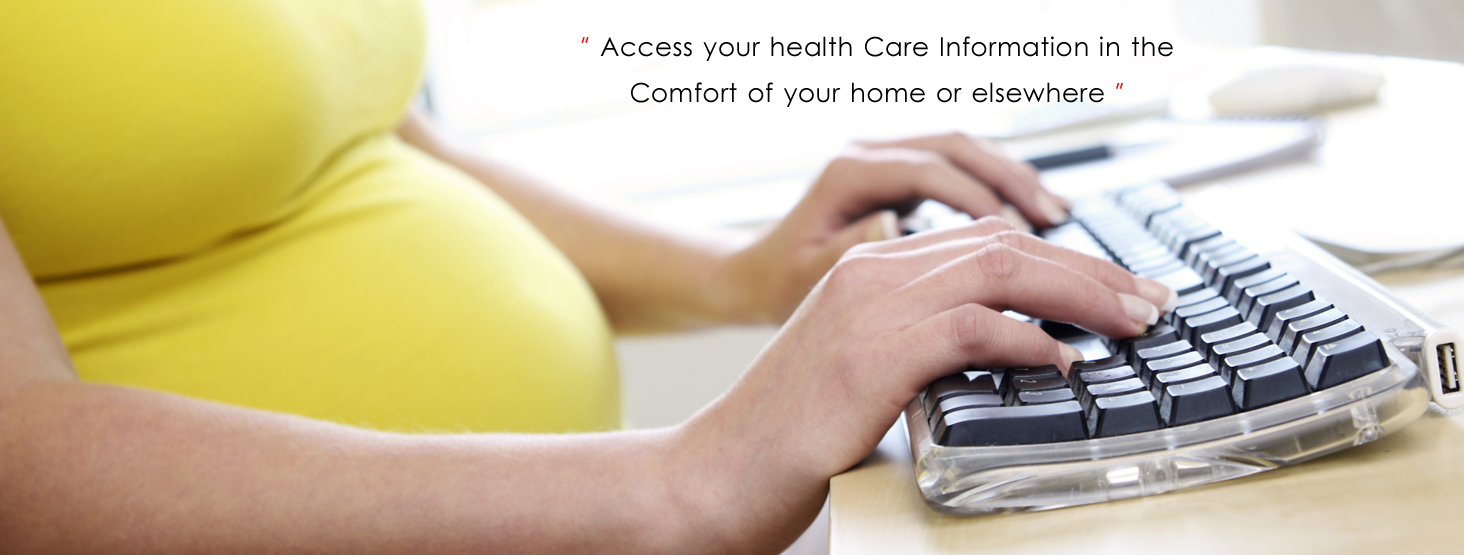 " Access your health Care Information in the
Comfort of your home or elsewhere "